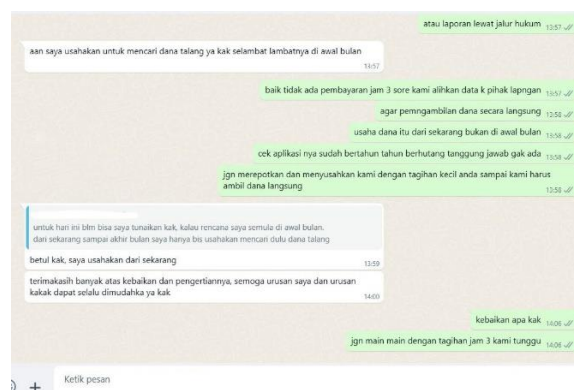 atau laporan lewat jalur hukum 13:57
aan saya usahakan untuk mencari dana talang ya kak selambat lambatnya di awal bulan
13:57
baik tidak ada pembayaran jam 3 sore kami alihkan data k pihak lapngan 13:57
agar pemngambilan dana secara langsung 13:58
usaha dana itu dari sekarang bukan di awal bulan 13:58
cek aplikasi nya sudah bertahun tahun berhutang tanggung jawab gak ada 13:58
jgn merepotkan dan menyusahkan kami dengan tagihan kecil anda sampai kami harus
ambil dana langsung 13:58
untuk hari ini blm bisa saya tunaikan kak, kalau rencana saya semula di awal bulan.
dari sekarang sampai akhir bulan saya hanya bis usahakan mencari dulu dana talang
betul kak, saya usahakan dari sekarang 13:59
terimakasih banyak atas kebaikan dan pengertiannya, semoga urusan saya dan urusan
kakak dapat selalu dimudahka ya kak 14:00
kebaikan apa kak 14:06
jgn main main dengan tagihan jam 3 kami tunggu 14:06
Ketik pesan